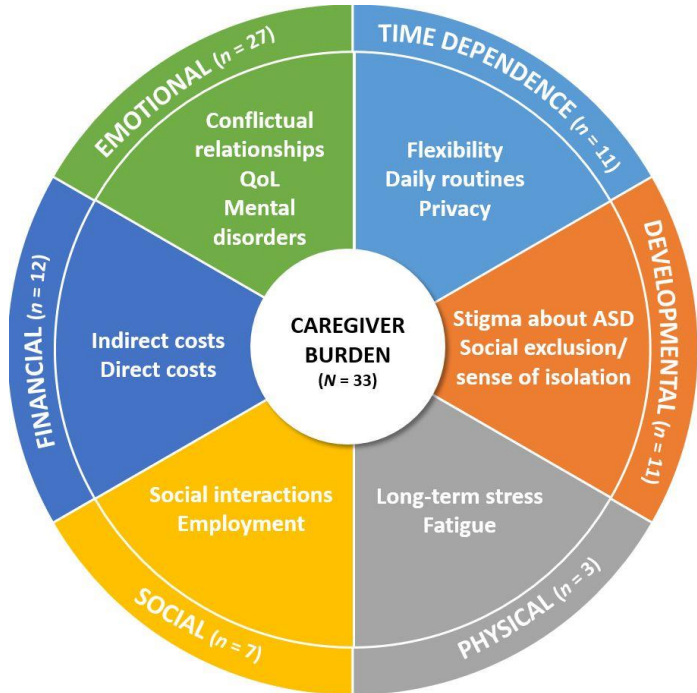 EMOTIONAL (n = 27)
Conflictual
relationships
QoL
Mental
disorders
TIME DEPENDENCE (n = 11)
Flexibility
Daily routines
Privacy
DEVELOPMENTAL (n = 11)
Stigma about ASD
Social exclusion/
sense of isolation
PHYSICAL (n = 3)
Long-term stress
Fatigue
SOCIAL (n = 7)
Social interactions
Employment
FINANCIAL (n = 12)
Indirect costs
Direct costs
CAREGIVER
BURDEN
(N = 33)